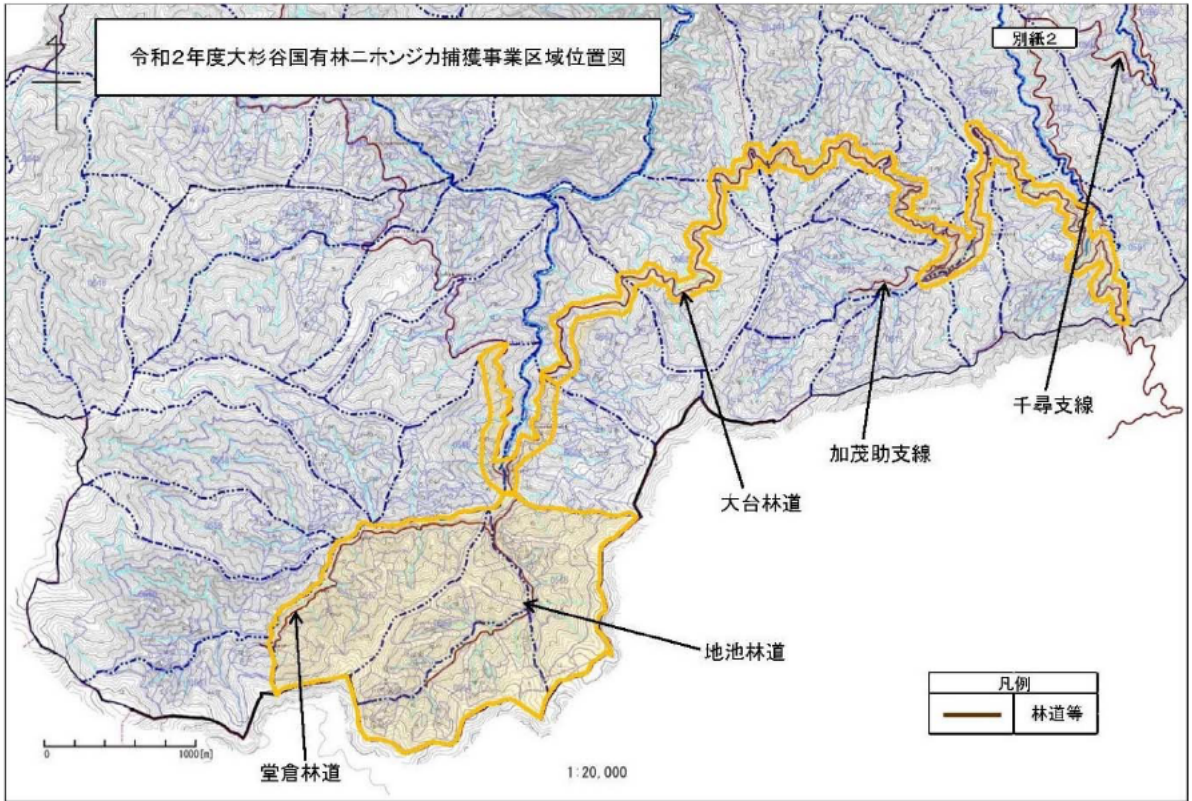 令和2年度大杉谷国有林ニホンジカ捕獲事業区域位置図
別紙2
千尋支線
加茂助支線
大台林道
地池林道
凡例
林道等
堂倉林道
0
1000[m]
1:20,000